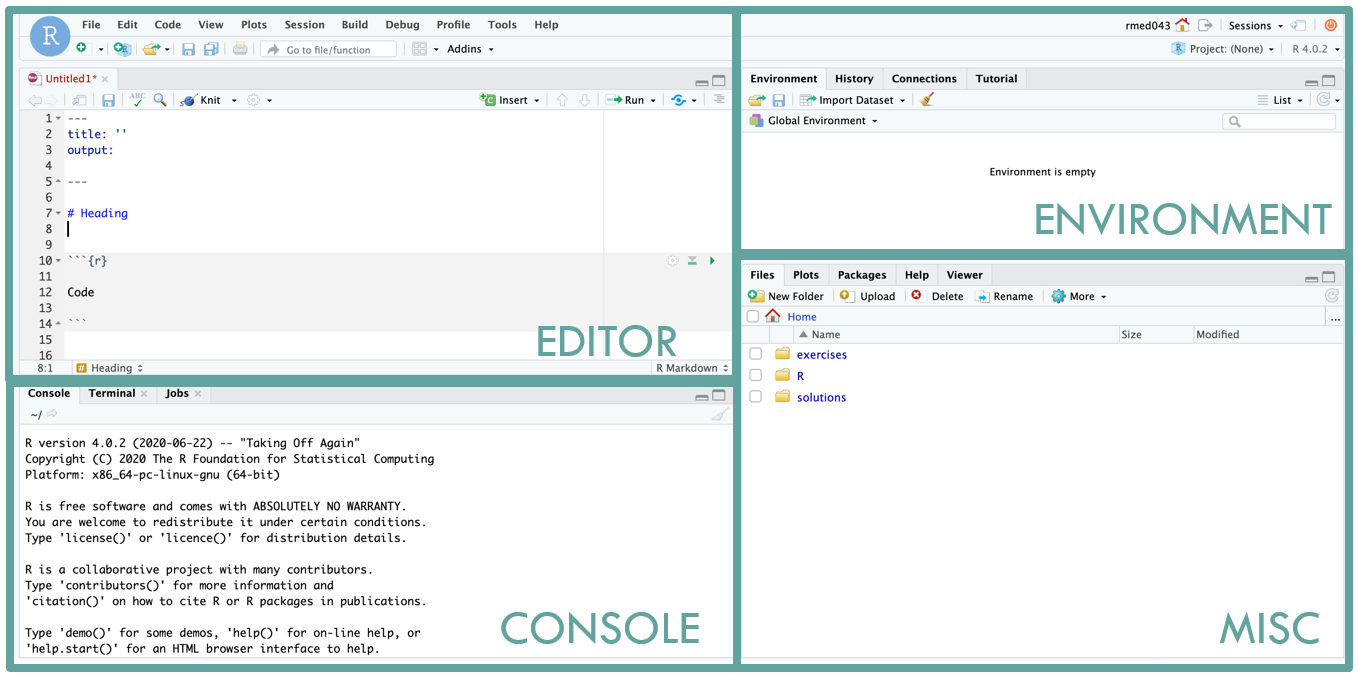 R
File Edit Code View Plots Session Build Debug Profile Tools Help
rmed043 Sessions
Go to file/function Addins
Project: (None) R 4.0.2
Untitled1*
ABC Knit Insert Run
1 ---
2 title: ''
3 output:
4
5 ---
6
7 # Heading
8
9
10 ```{r}
11
12 Code
13
14 ```
15
16
EDITOR
8:1 # Heading R Markdown
Environment History Connections Tutorial
Import Dataset List
Global Environment
Environment is empty
ENVIRONMENT
Console Terminal Jobs
~/
R version 4.0.2 (2020-06-22) -- "Taking Off Again"
Copyright (C) 2020 The R Foundation for Statistical Computing
Platform: x86_64-pc-linux-gnu (64-bit)
R is free software and comes with ABSOLUTELY NO WARRANTY.
You are welcome to redistribute it under certain conditions.
Type 'license()' or 'licence()' for distribution details.
R is a collaborative project with many contributors.
Type 'contributors()' for more information and
'citation()' on how to cite R or R packages in publications.
Type 'demo()' for some demos, 'help()' for on-line help, or
'help.start()' for an HTML browser interface to help.
CONSOLE
Files Plots Packages Help Viewer
New Folder Upload Delete Rename More
Home ...
Name Size Modified
exercises
R
solutions
MISC